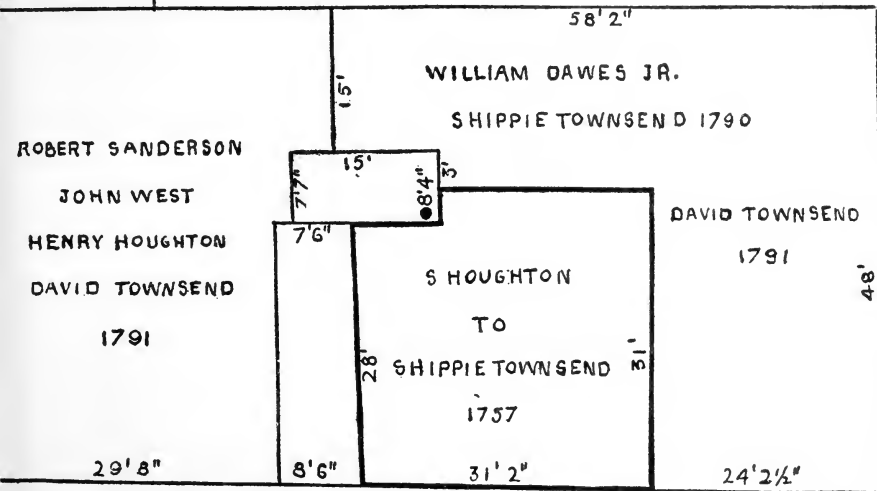 58'2"
WILLIAM DAWES JR.
SHIPPIE TOWNSEND 1790
15'
ROBERT SANDERSON
JOHN WEST
HENRY HOUGHTON
DAVID TOWNSEND
1791
15'
3'
7'7"
8'4"
7'6"
DAVID TOWNSEND
1791
48'
S HOUGHTON
TO
SHIPPIE TOWNSEND
1757
28'
31'
29'8"
8'6"
31'2"
24'2½"